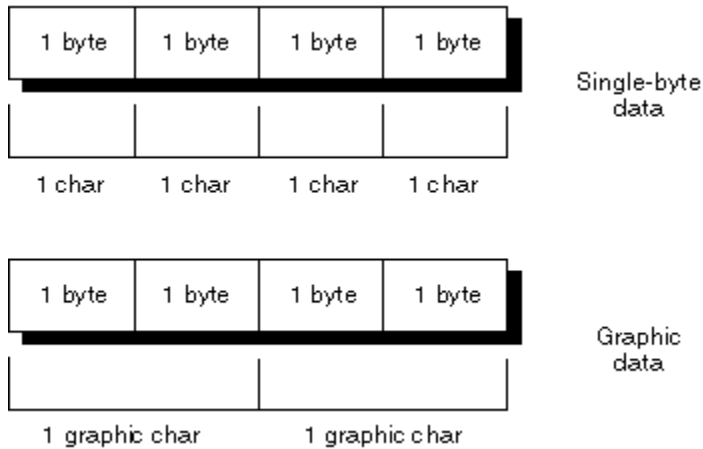 1 byte 1 byte 1 byte 1 byte
Single-byte
data
1 char 1 char 1 char 1 char
1 byte 1 byte 1 byte 1 byte
Graphic
data
1 graphic char 1 graphic char